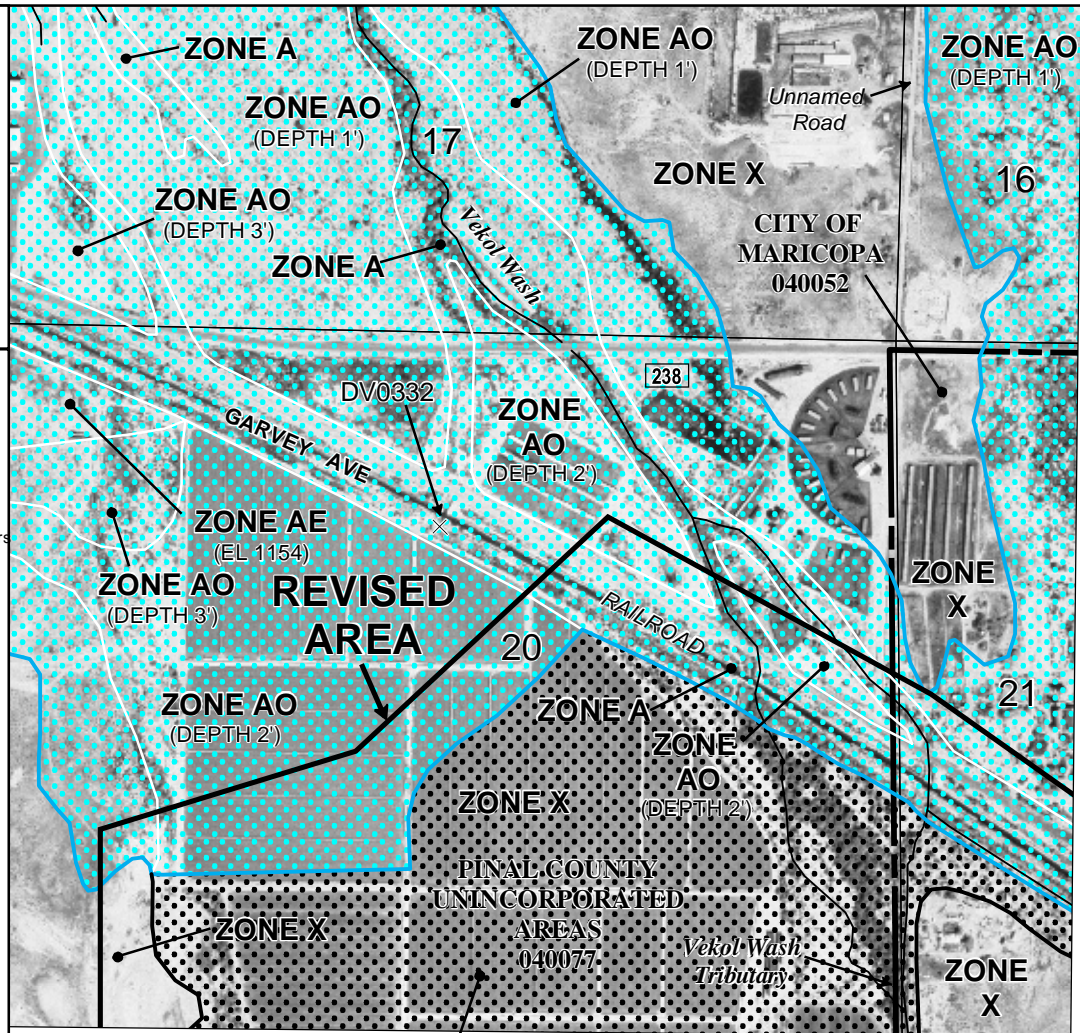 ZONE A
ZONE AO
(DEPTH 1')
ZONE AO
(DEPTH 1')
ZONE AO
(DEPTH 1')
Unnamed
Road
17
ZONE X
16
ZONE AO
(DEPTH 3')
ZONE A
Vekol Wash
CITY OF
MARICOPA
040052
DV0332
238
GARVEY AVE
ZONE
AO
(DEPTH 2')
ZONE AE
(EL 1154)
ZONE AO
(DEPTH 3')
REVISED
AREA
ZONE
X
RAILROAD
20
21
ZONE AO
(DEPTH 2')
ZONE A
ZONE
AO
(DEPTH 2')
ZONE X
PINAL COUNTY
UNINCORPORATED
AREAS
040077
ZONE X
Vekol Wash
Tributary
ZONE
X